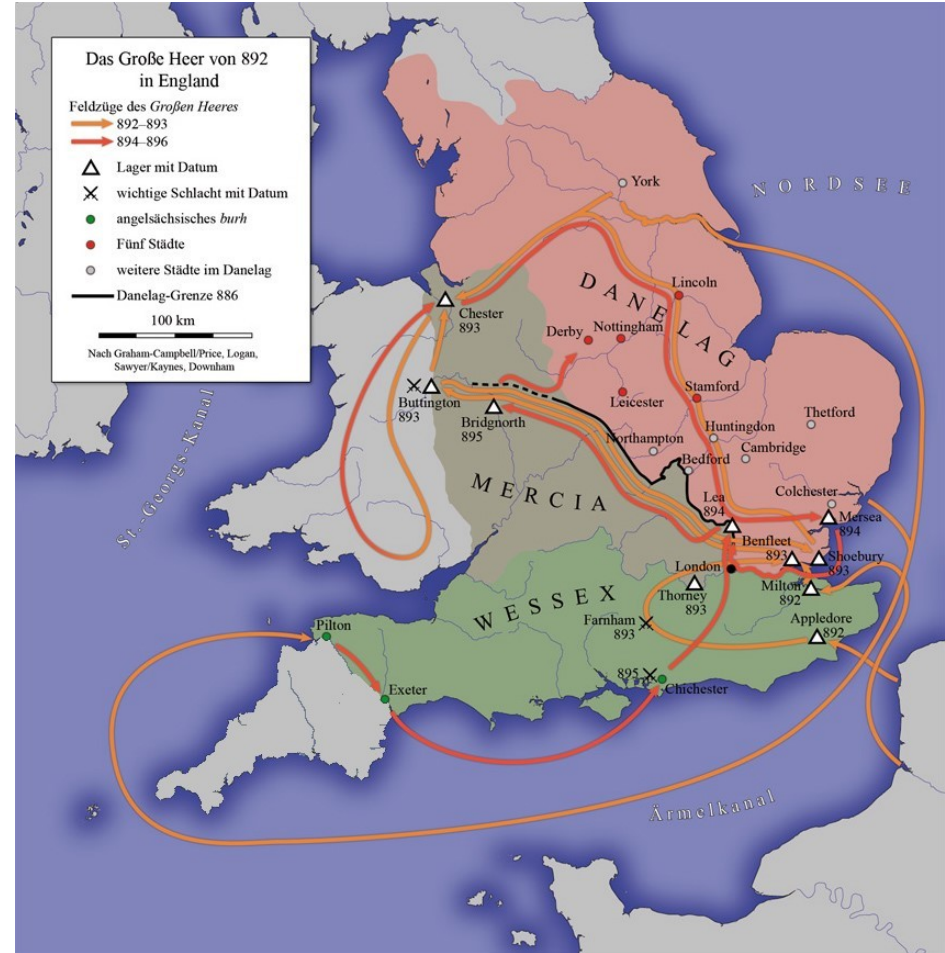 Das Große Heer von 892
in England
Feldzüge des Großen Heeres
892–893
894–896
Lager mit Datum
wichtige Schlacht mit Datum
angelsächsisches burh
Fünf Städte
weitere Städte im Danelag
Danelag-Grenze 886
100 km
Nach Graham-Campbell/Price, Logan,
Sawyer/Kaynes, Downham
NORDSEE
York
DANELAG
Lincoln
Chester
893
Derby
Nottingham
Buttington
893
Bridgnorth
895
Leicester
Stamford
Thetford
Huntingdon
Northampton
Cambridge
Bedford
St.-Georgs-Kanal
MERCIA
Colchester
Lea
894
Mersea
894
Benfleet
893
Shoebury
893
London
Thorney
893
Milton
892
WESSEX
Farnham
893
Appledore
892
Pilton
Exeter
895
Chichester
Ärmelkanal